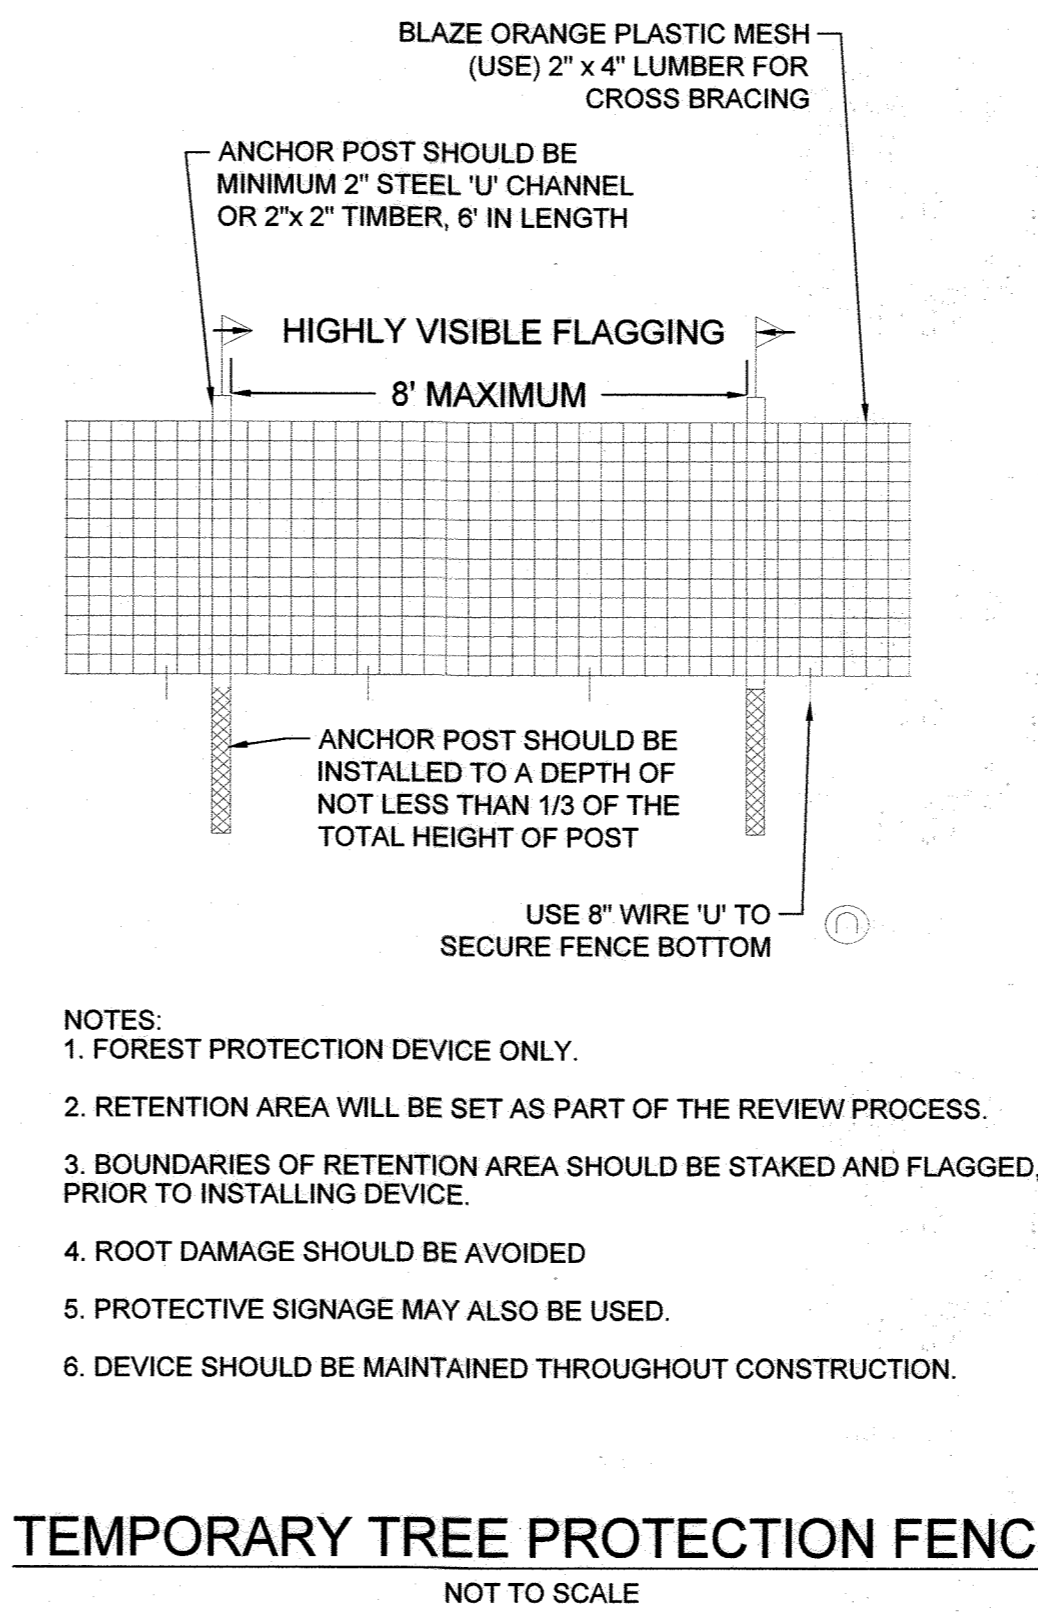 BLAZE ORANGE PLASTIC MESH
(USE) 2" x 4" LUMBER FOR
CROSS BRACING
ANCHOR POST SHOULD BE
MINIMUM 2" STEEL 'U' CHANNEL
OR 2"x 2" TIMBER, 6' IN LENGTH
HIGHLY VISIBLE FLAGGING
8' MAXIMUM
ANCHOR POST SHOULD BE
INSTALLED TO A DEPTH OF
NOT LESS THAN 1/3 OF THE
TOTAL HEIGHT OF POST
USE 8" WIRE 'U' TO
SECURE FENCE BOTTOM
NOTES:
1. FOREST PROTECTION DEVICE ONLY.
2. RETENTION AREA WILL BE SET AS PART OF THE REVIEW PROCESS.
3. BOUNDARIES OF RETENTION AREA SHOULD BE STAKED AND FLAGGED,
PRIOR TO INSTALLING DEVICE.
4. ROOT DAMAGE SHOULD BE AVOIDED
5. PROTECTIVE SIGNAGE MAY ALSO BE USED.
6. DEVICE SHOULD BE MAINTAINED THROUGHOUT CONSTRUCTION.
TEMPORARY TREE PROTECTION FENC
NOT TO SCALE